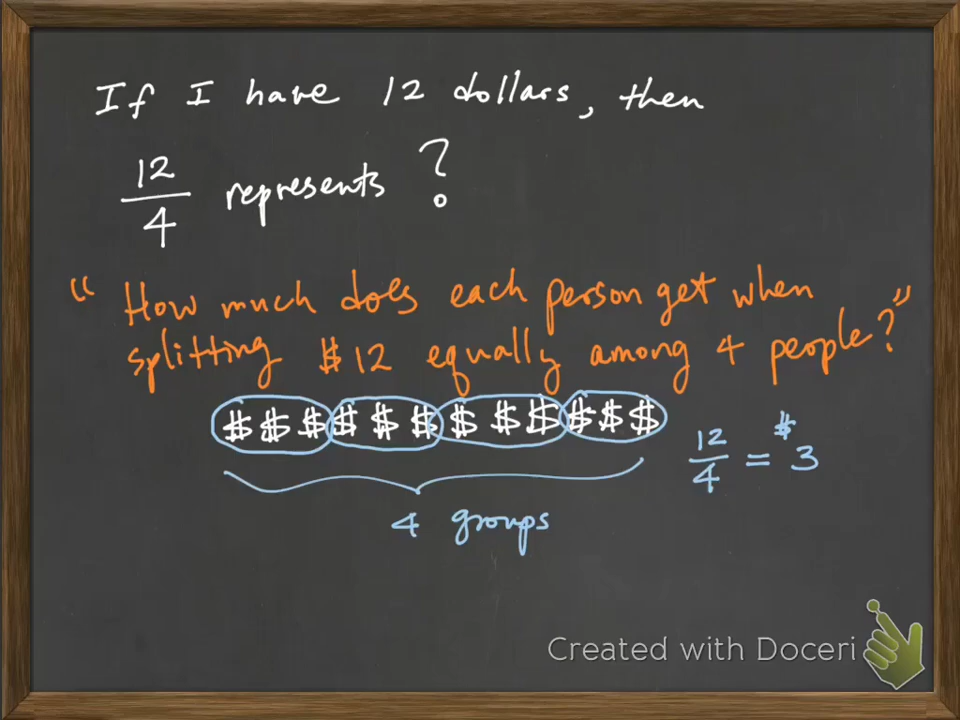 If I have 12 dollars, then
12/4 represents ?
“ How much does each person get when
splitting $12 equally among 4 people? ”
$ $ $ $ $ $ $ $ $ $ $ $
12/4 = $3
4 groups
Created with Doceri